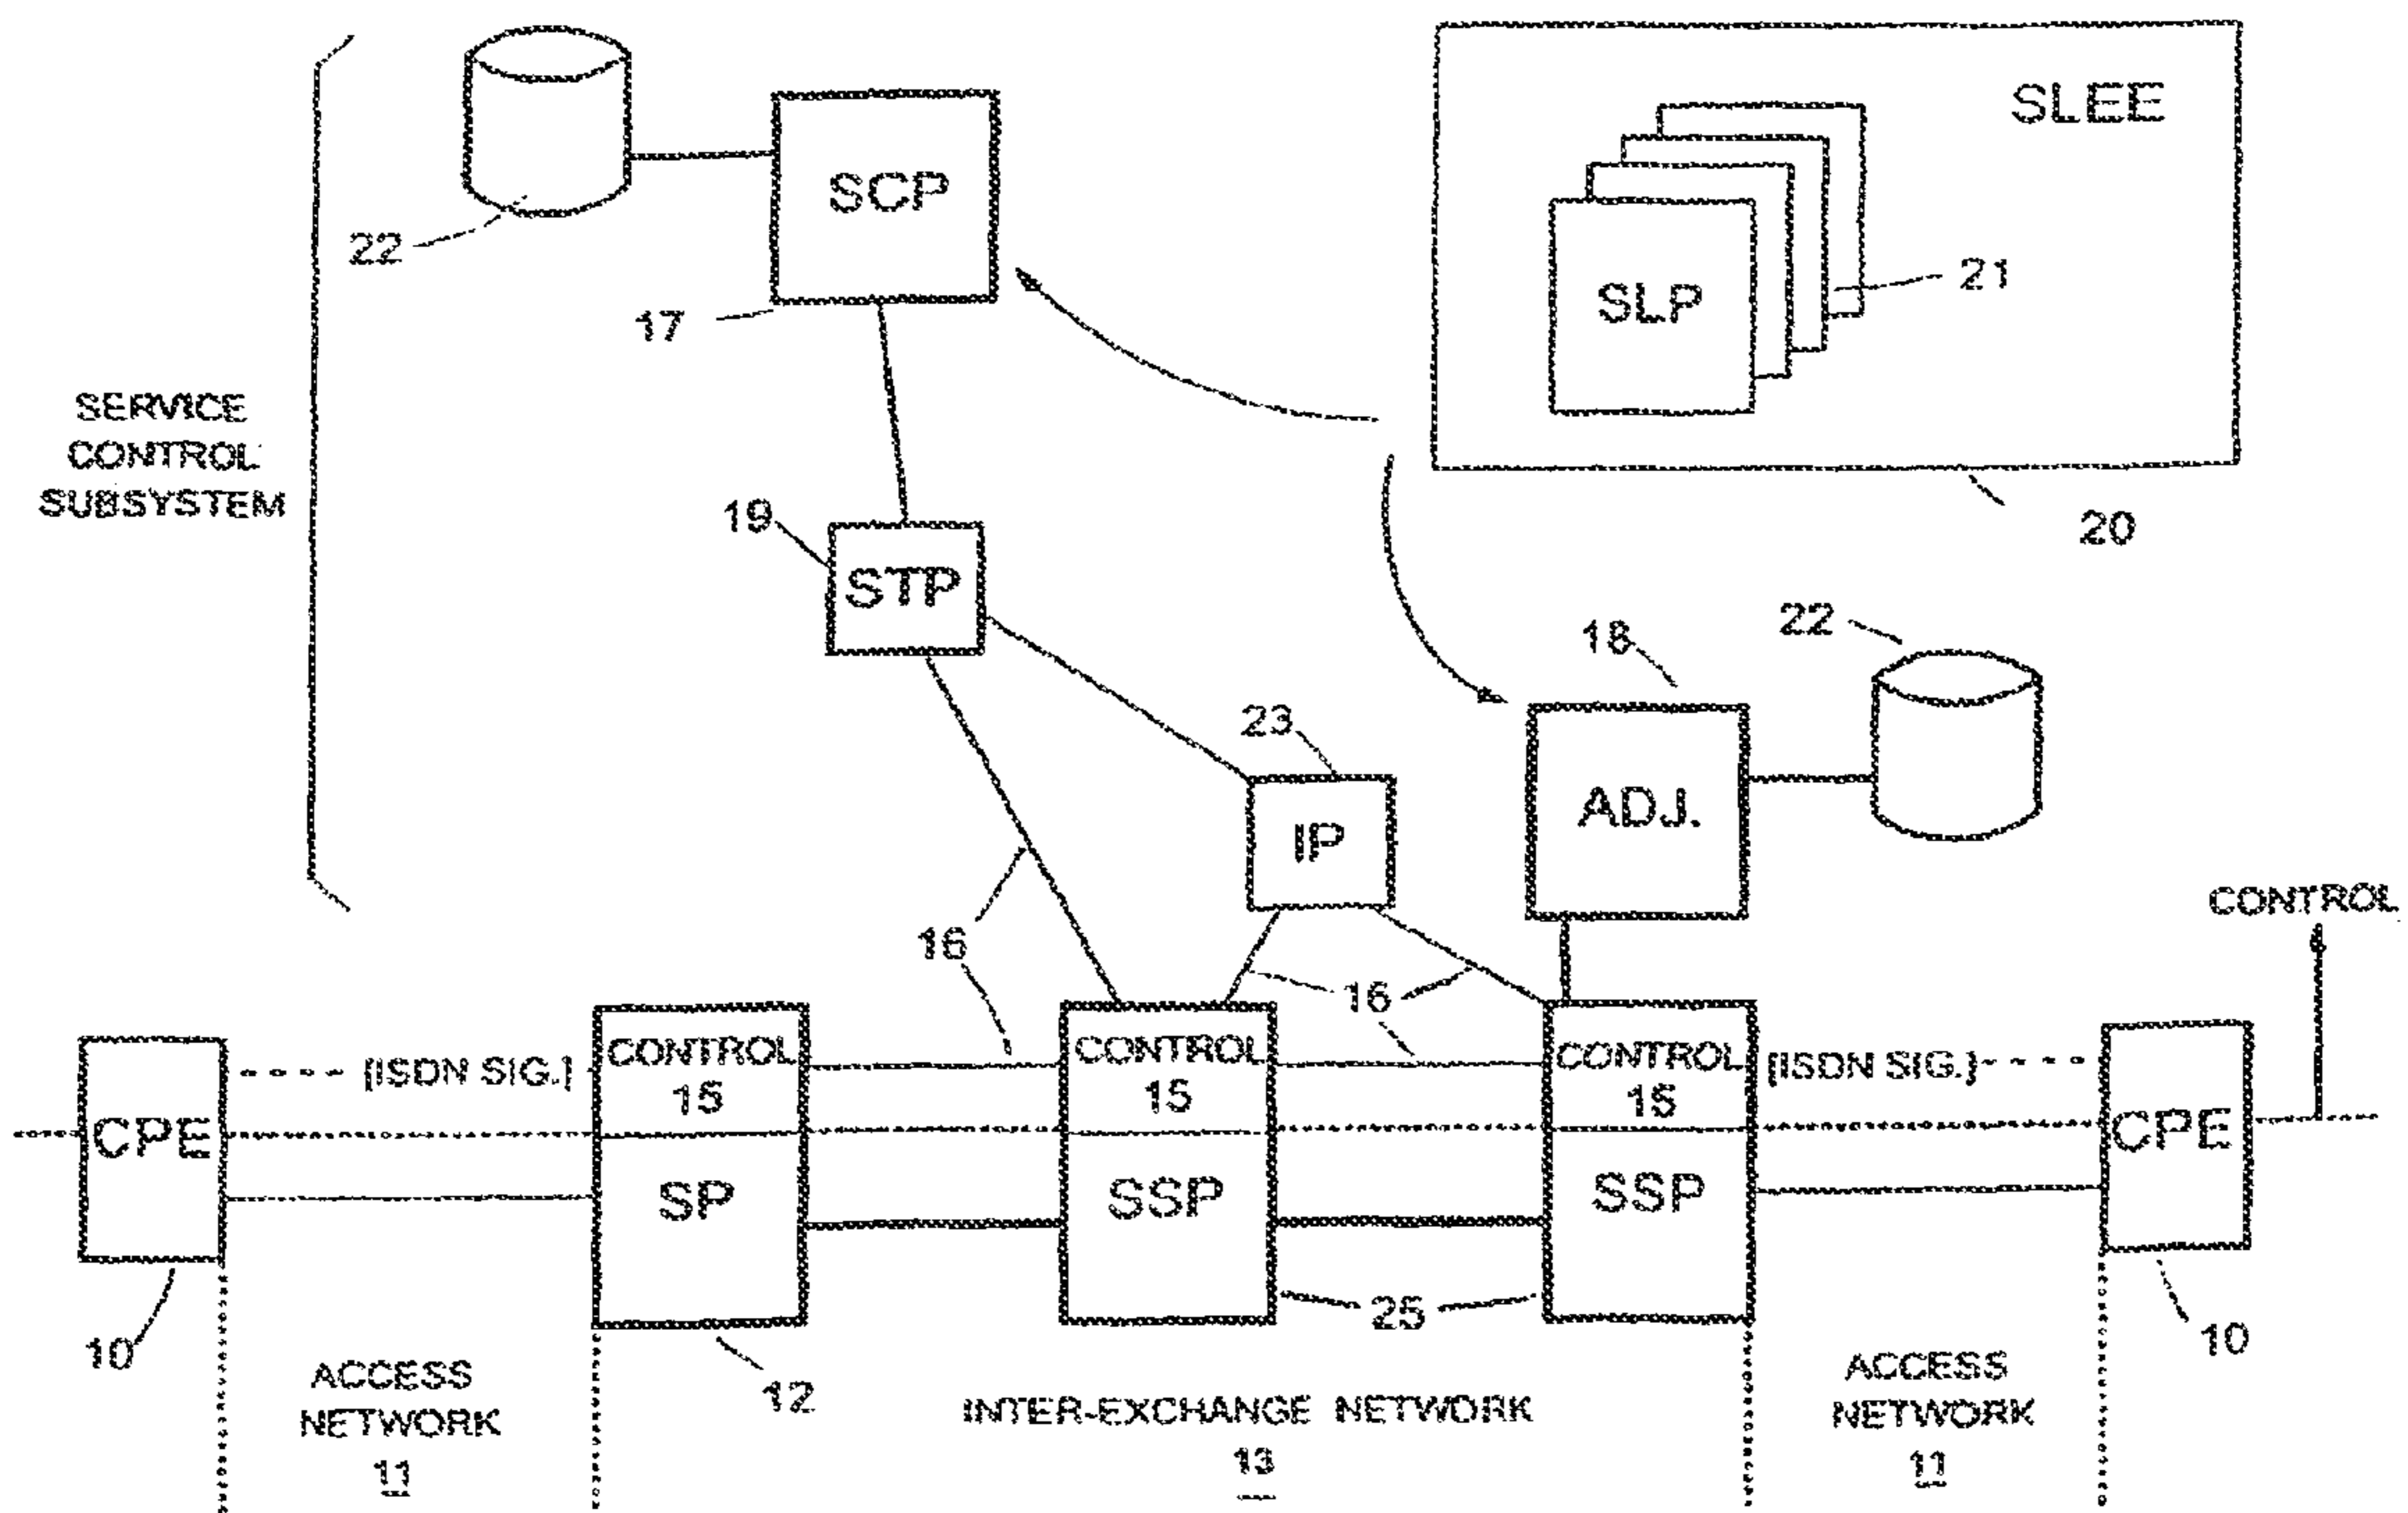 SLEE
SCP
22
21
SLP
17
SERVICE
CONTROL
SUBSYSTEM
19
STP
20
22
18
23
ADJ.
IP
CONTROL
16
16
CONTROL
15
CONTROL
15
CONTROL
15
[ISDN SIG.]
[ISDN SIG.]
CPE
CPE
SP
SSP
SSP
25
10
10
12
ACCESS
NETWORK
11
INTER-EXCHANGE NETWORK
13
ACCESS
NETWORK
11